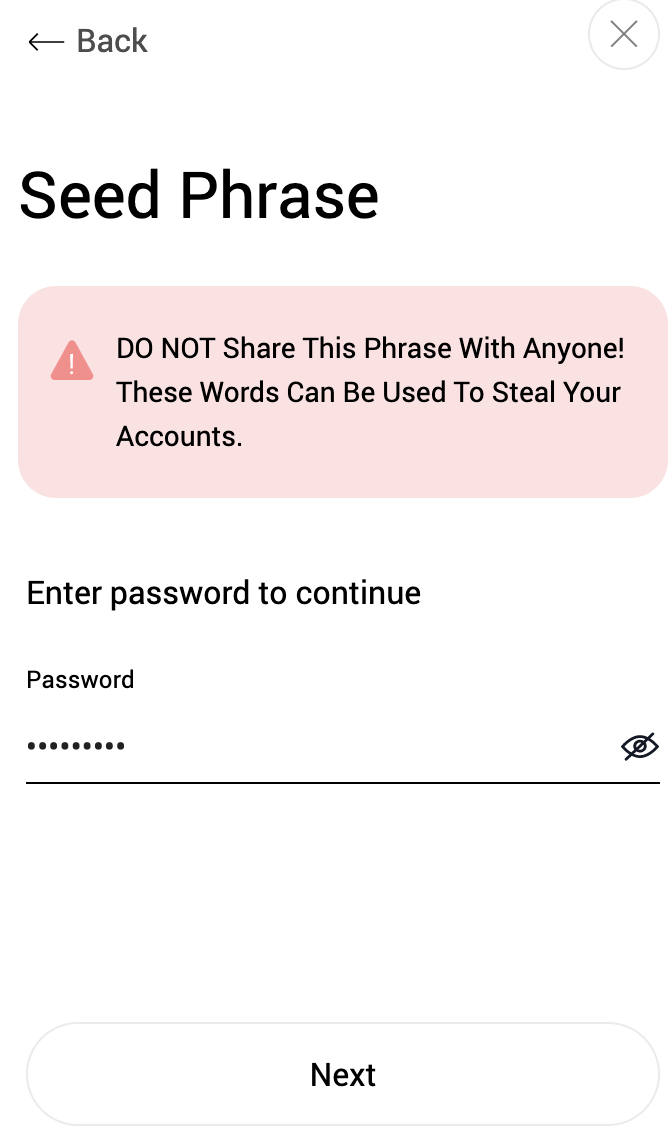 Back
Seed Phrase
DO NOT Share This Phrase With Anyone!
These Words Can Be Used To Steal Your
Accounts.
Enter password to continue
Password
•••••••••
Next